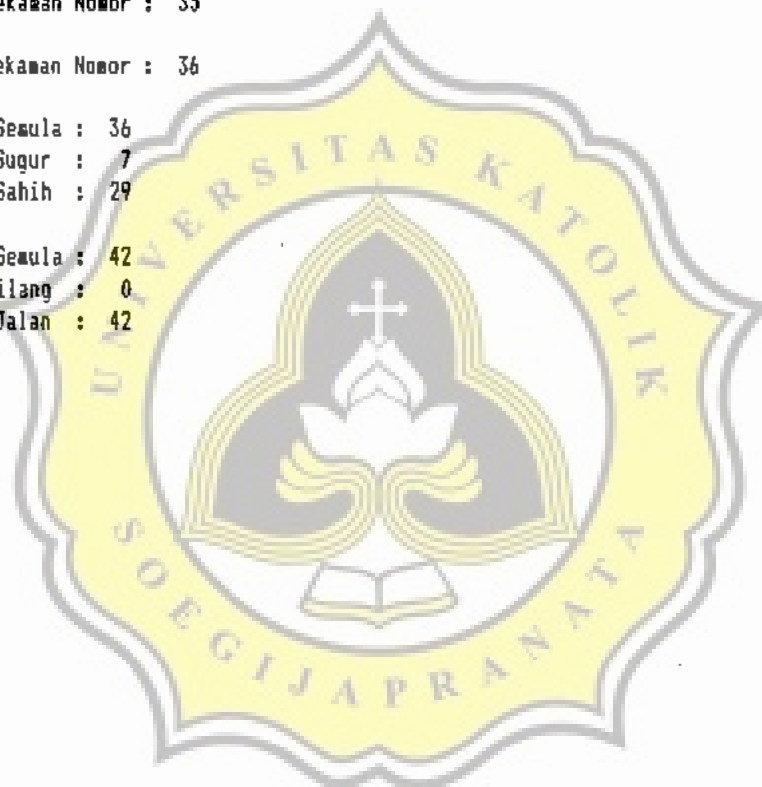 ekaman Nomor : 35
ekaman Nomor : 36
Semula : 36
Gugur : 7
Sahih : 29
Semula : 42
ilang : 0
Jalan : 42
UNIVERSITAS KATOLIK
SOEGIJAPRANATA